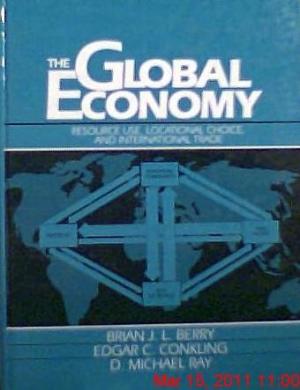 THE GLOBAL
ECONOMY
RESOURCE USE, LOCATIONAL CHOICE,
AND INTERNATIONAL TRADE
BRIAN J. L. BERRY
EDGAR C. CONKLING
D. MICHAEL RAY
Mar 15, 2011 11:00